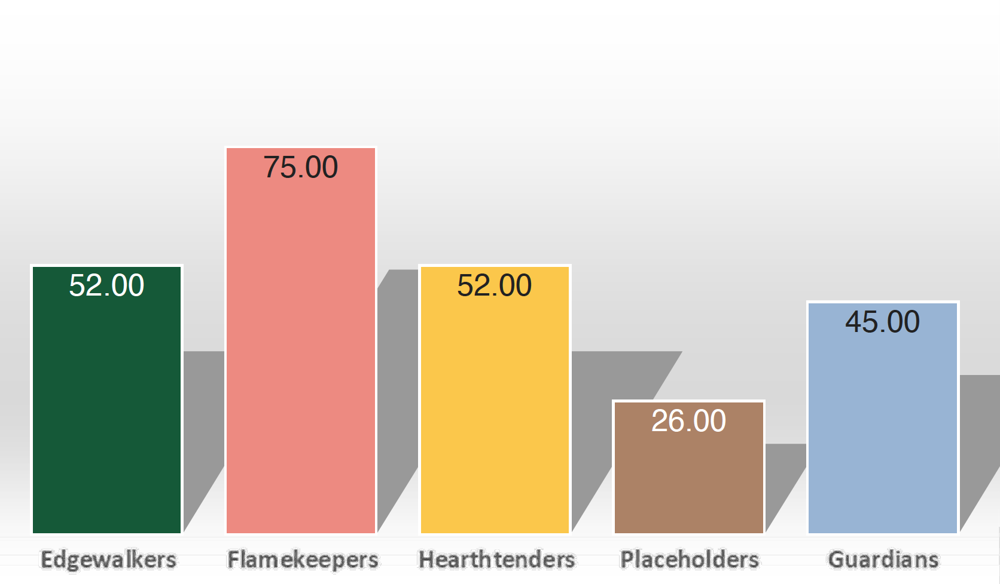 75.00
52.00
52.00
45.00
26.00
Edgewalkers
Flamekeepers
Hearthtenders
Placeholders
Guardians